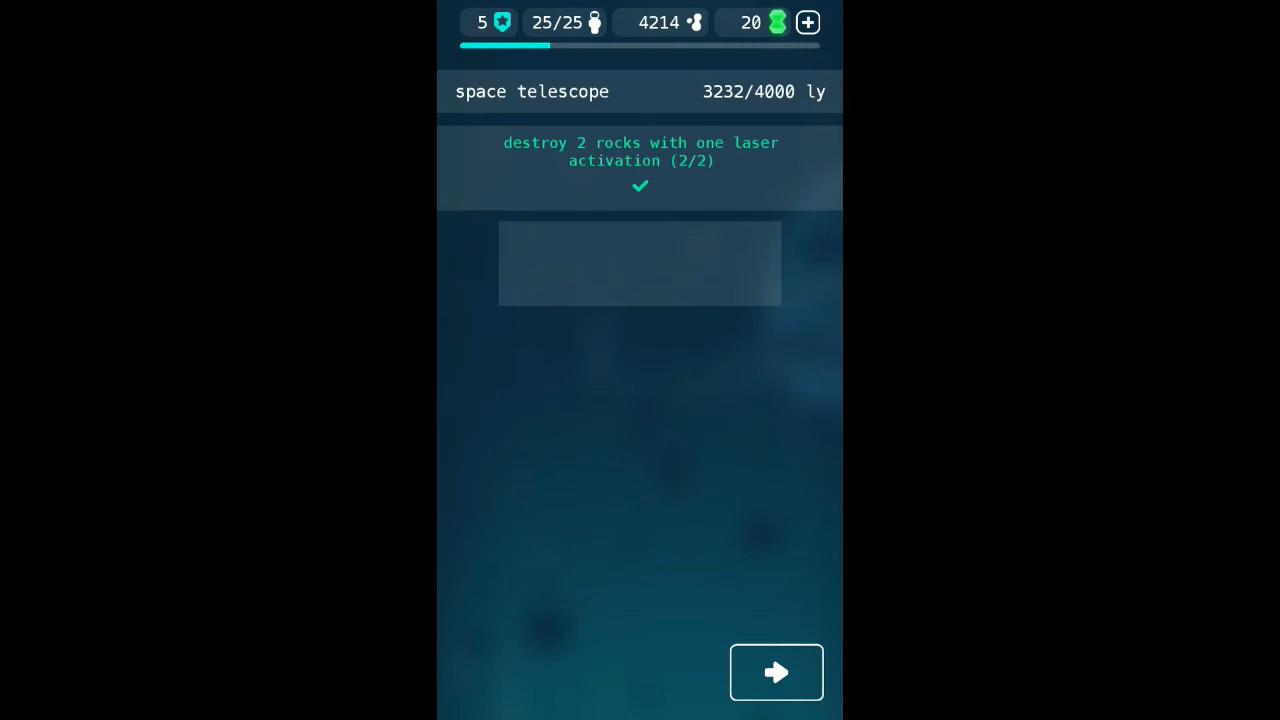 5 25/25 4214 20
space telescope 3232/4000 ly
destroy 2 rocks with one laser
activation (2/2)